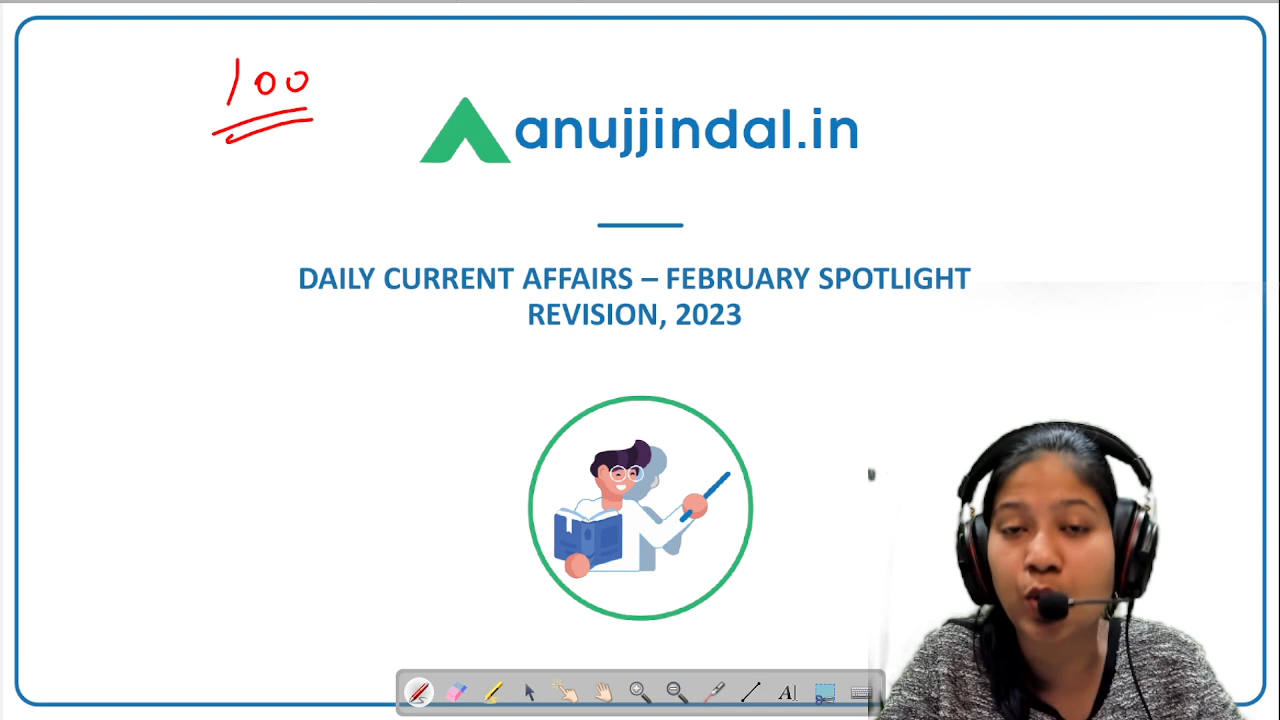 100
anujjindal.in
DAILY CURRENT AFFAIRS – FEBRUARY SPOTLIGHT
REVISION, 2023
A